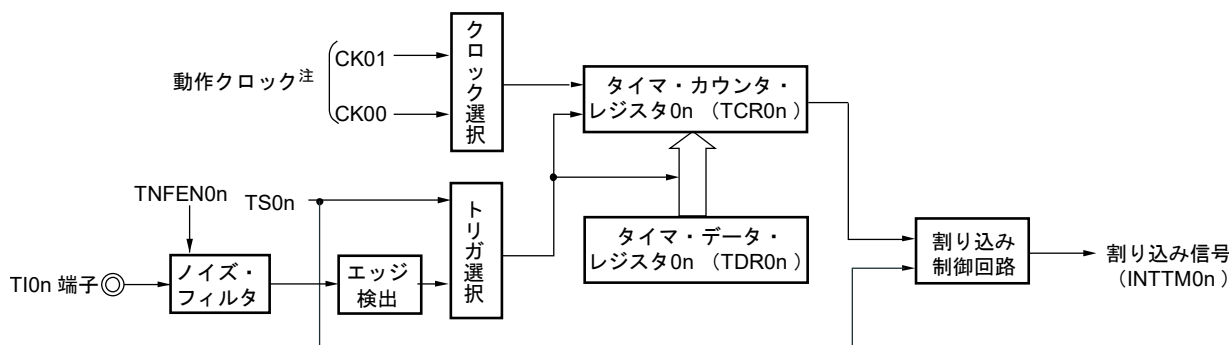 動作クロック注
CK01
CK00
クロック選択
タイマ・カウンタ・
レジスタ0n （TCR0n）
TNFEN0n
TS0n
トリガ選択
タイマ・データ・
レジスタ0n （TDR0n）
TI0n 端子
ノイズ・
フィルタ
エッジ
検出
割り込み
制御回路
割り込み信号
（INTTM0n）